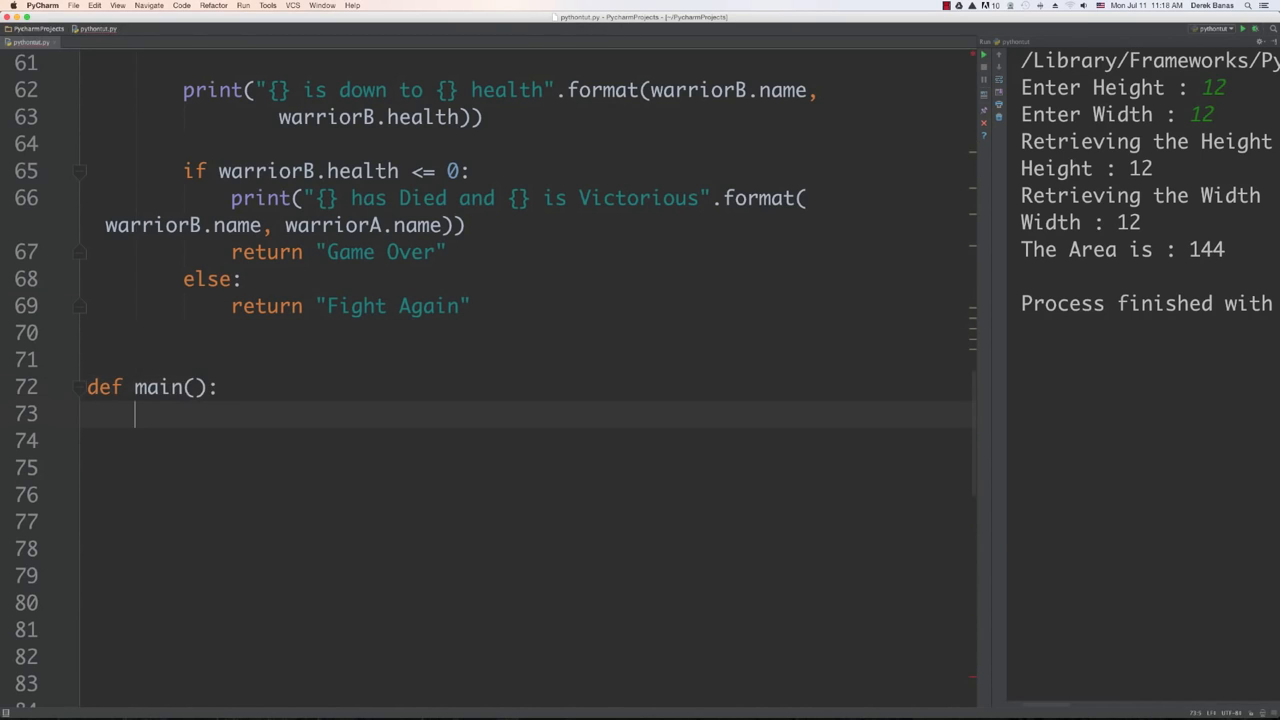 PyCharm File Edit View Navigate Code Refactor Run Tools VCS Window Help 10 Mon Jul 11 11:18 AM Derek Banas
pythontut.py - PycharmProjects - [~/PycharmProjects]
PycharmProjects pythontut.py pythontut
pythontut.py Run pythontut
61
62 print("{} is down to {} health".format(warriorB.name,
63 warriorB.health))
64
65 if warriorB.health <= 0:
66 print("{} has Died and {} is Victorious".format(
warriorB.name, warriorA.name))
67 return "Game Over"
68 else:
69 return "Fight Again"
70
71
72 def main():
73
74
75
76
77
78
79
80
81
82
83
/Library/Frameworks/Py
Enter Height : 12
Enter Width : 12
Retrieving the Height
Height : 12
Retrieving the Width
Width : 12
The Area is : 144
Process finished with
73:5 LF UTF-8